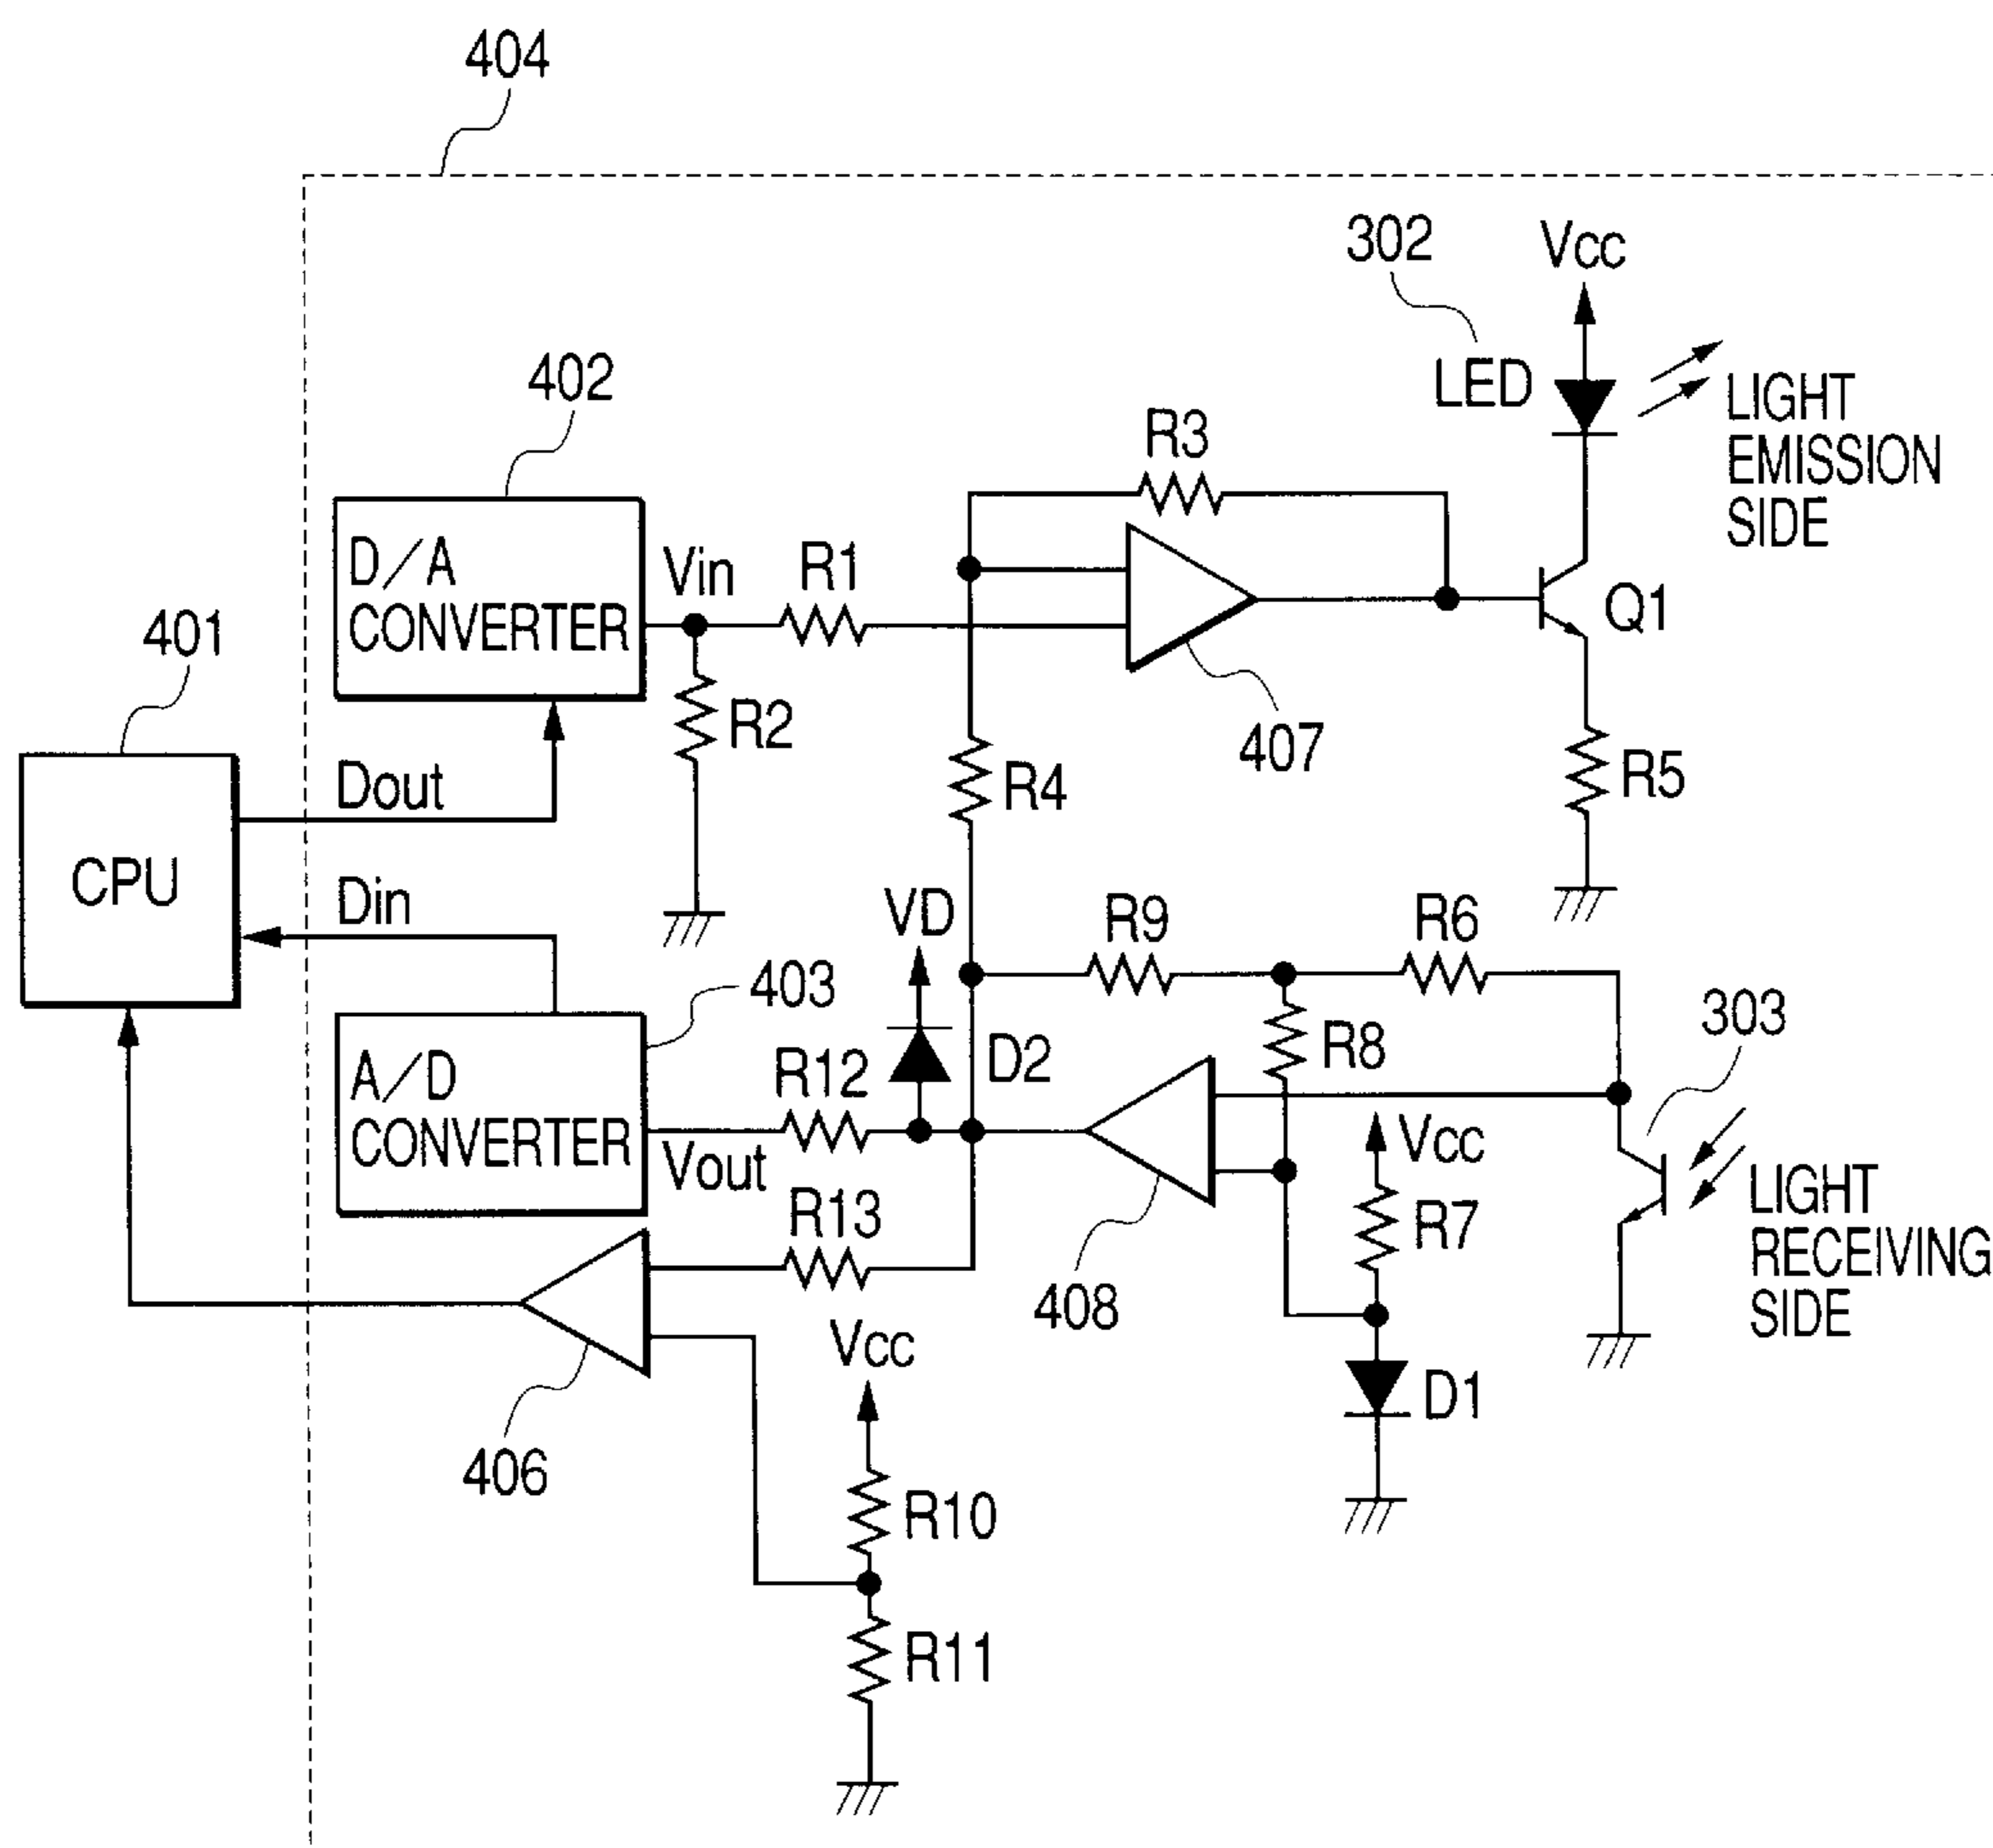 404
302
Vcc
402
LED
LIGHT
EMISSION
SIDE
R3
D/A
CONVERTER
Vin
R1
Q1
401
R2
407
R4
R5
Dout
CPU
Din
VD
R9
R6
403
303
A/D
CONVERTER
R12
D2
R8
Vcc
Vout
LIGHT
RECEIVING
SIDE
R13
R7
408
Vcc
D1
406
R10
R11